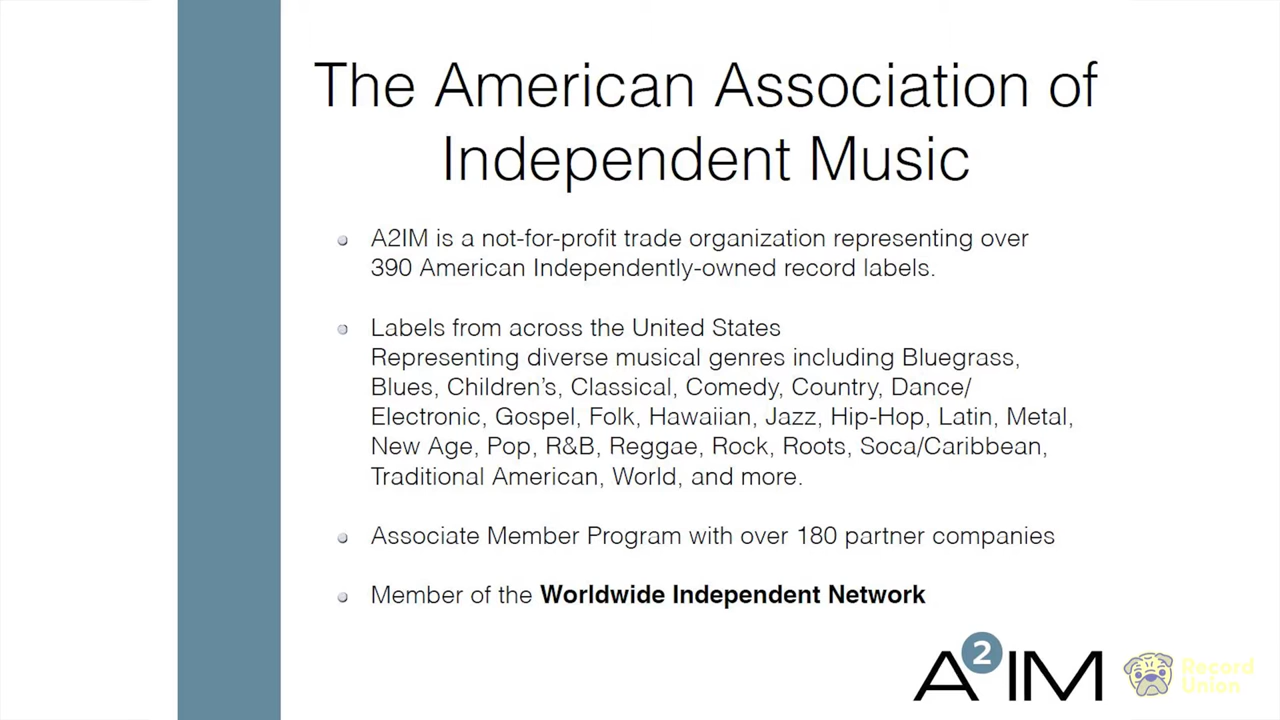 The American Association of
Independent Music
A2IM is a not-for-profit trade organization representing over
390 American Independently-owned record labels.
Labels from across the United States
Representing diverse musical genres including Bluegrass,
Blues, Children’s, Classical, Comedy, Country, Dance/
Electronic, Gospel, Folk, Hawaiian, Jazz, Hip-Hop, Latin, Metal,
New Age, Pop, R&B, Reggae, Rock, Roots, Soca/Caribbean,
Traditional American, World, and more.
Associate Member Program with over 180 partner companies
Member of the Worldwide Independent Network
A2IM
Record
Union